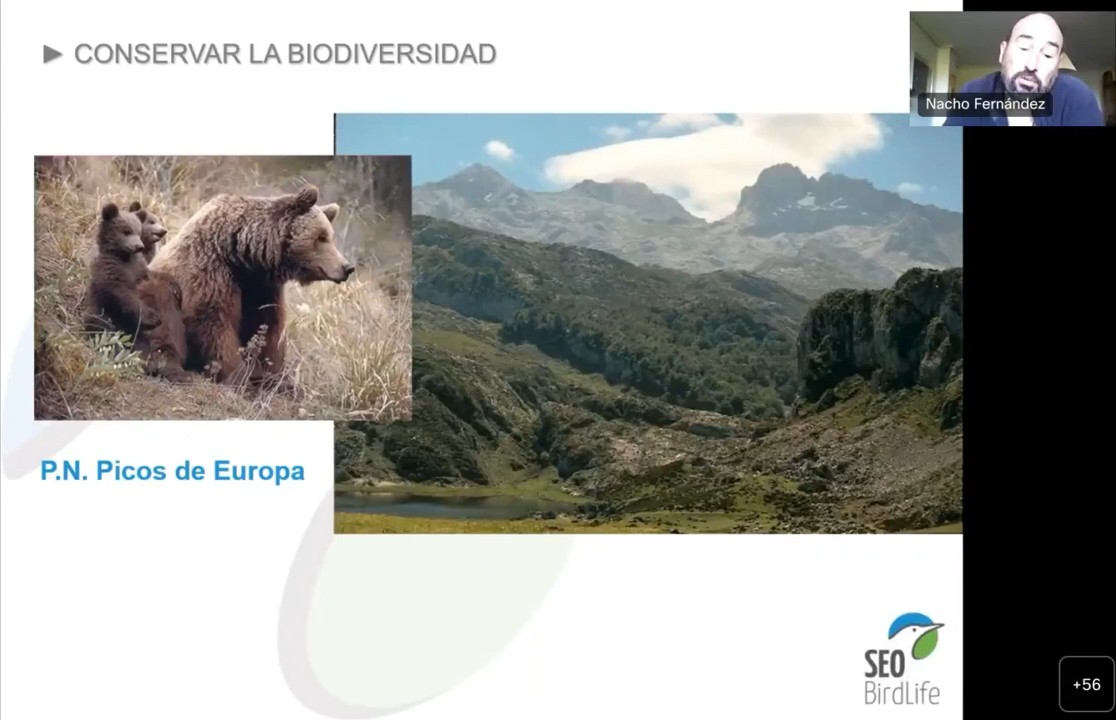 ► CONSERVAR LA BIODIVERSIDAD
Nacho Fernández
P.N. Picos de Europa
SEO
BirdLife
+56